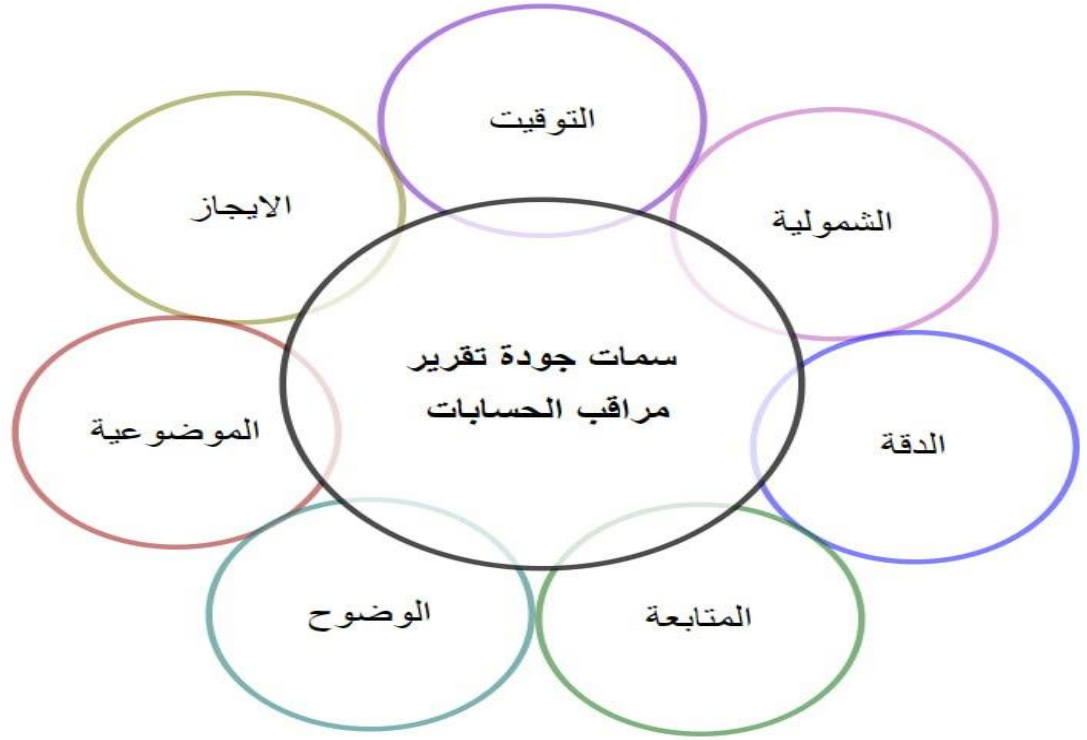 التوقيت
الشمولية
الايجاز
سمات جودة تقرير
مراقب الحسابات
الدقة
الموضوعية
المتابعة
الوضوح